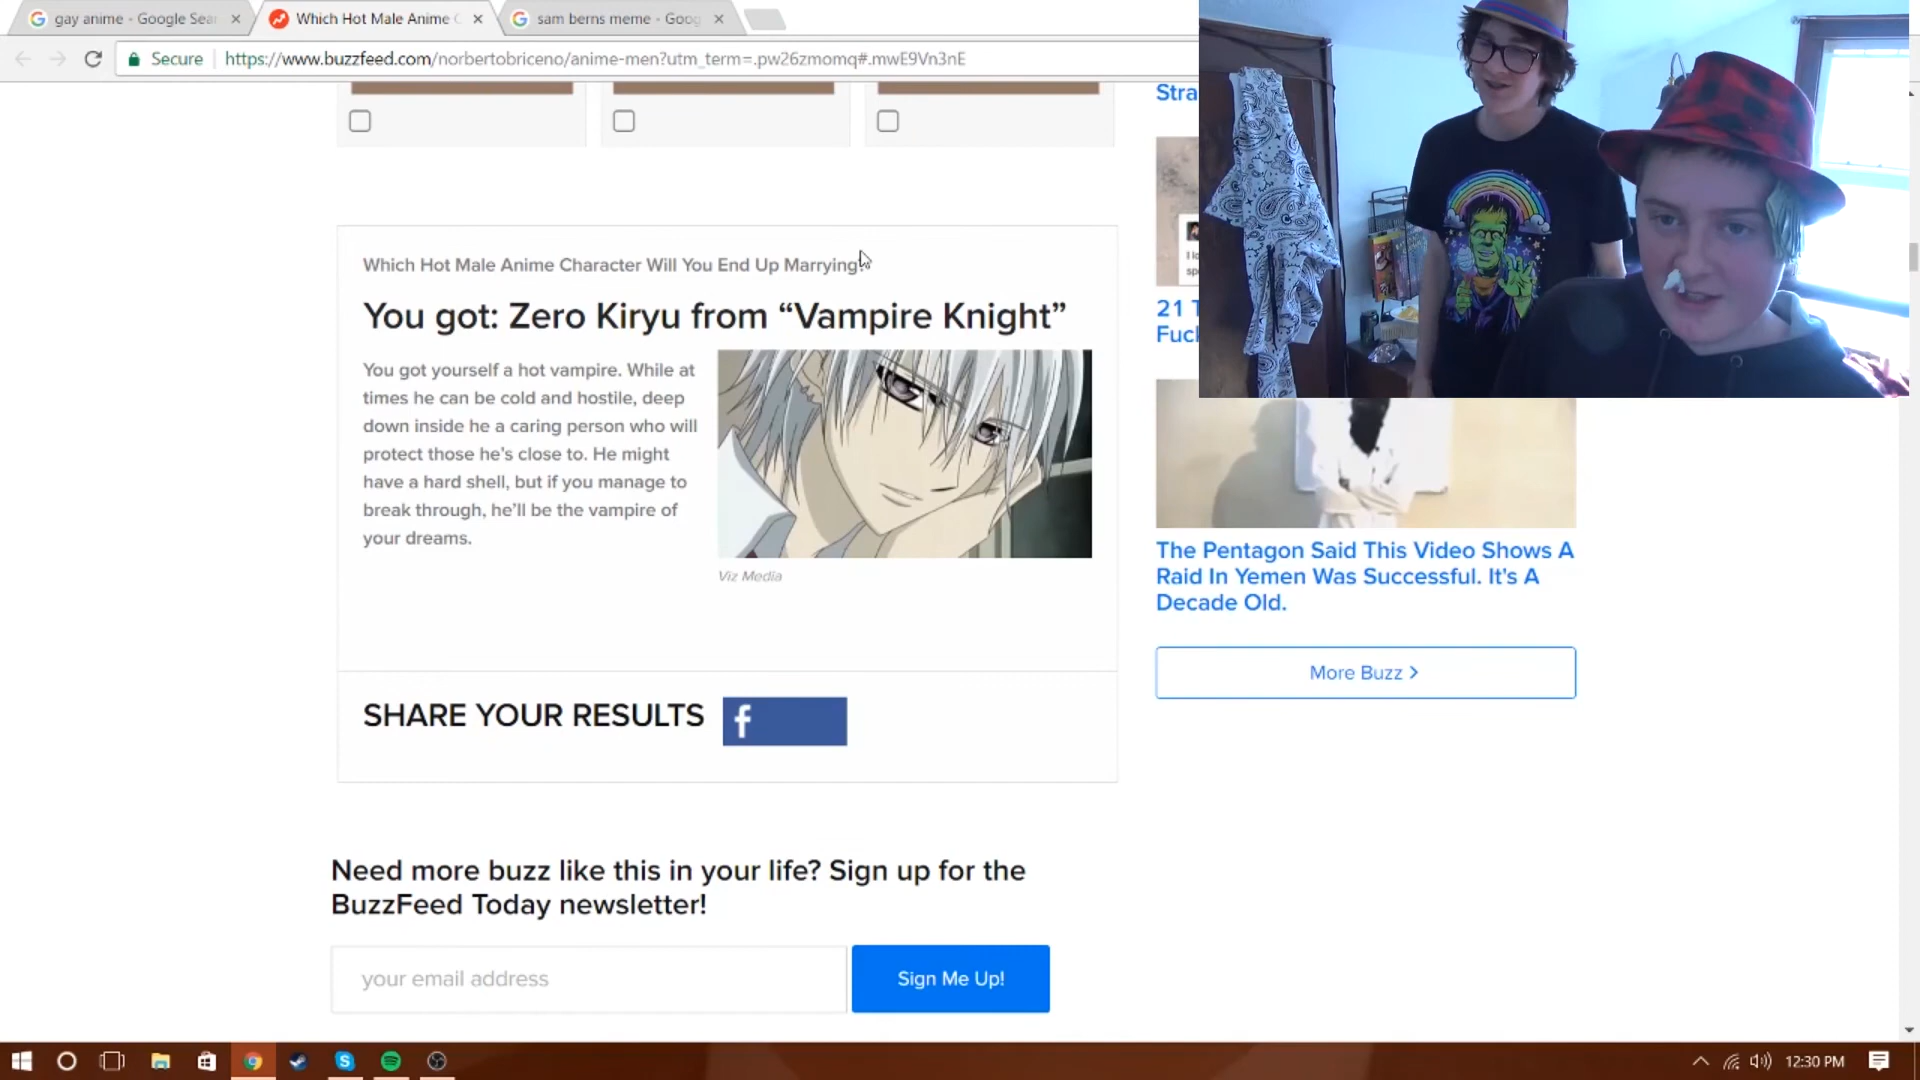 gay anime - Google Sea
Which Hot Male Anime C
sam berns meme - Goog
Secure
https://www.buzzfeed.com/norbertobriceno/anime-men?utm_term=.pw26zmomq#.mwE9Vn3nE
Stra
21 T
Fuc
Which Hot Male Anime Character Will You End Up Marrying?
You got: Zero Kiryu from “Vampire Knight”
You got yourself a hot vampire. While at
times he can be cold and hostile, deep
down inside he a caring person who will
protect those he’s close to. He might
have a hard shell, but if you manage to
break through, he’ll be the vampire of
your dreams.
Viz Media
The Pentagon Said This Video Shows A
Raid In Yemen Was Successful. It's A
Decade Old.
More Buzz >
SHARE YOUR RESULTS
f
Need more buzz like this in your life? Sign up for the
BuzzFeed Today newsletter!
your email address
Sign Me Up!
12:30 PM